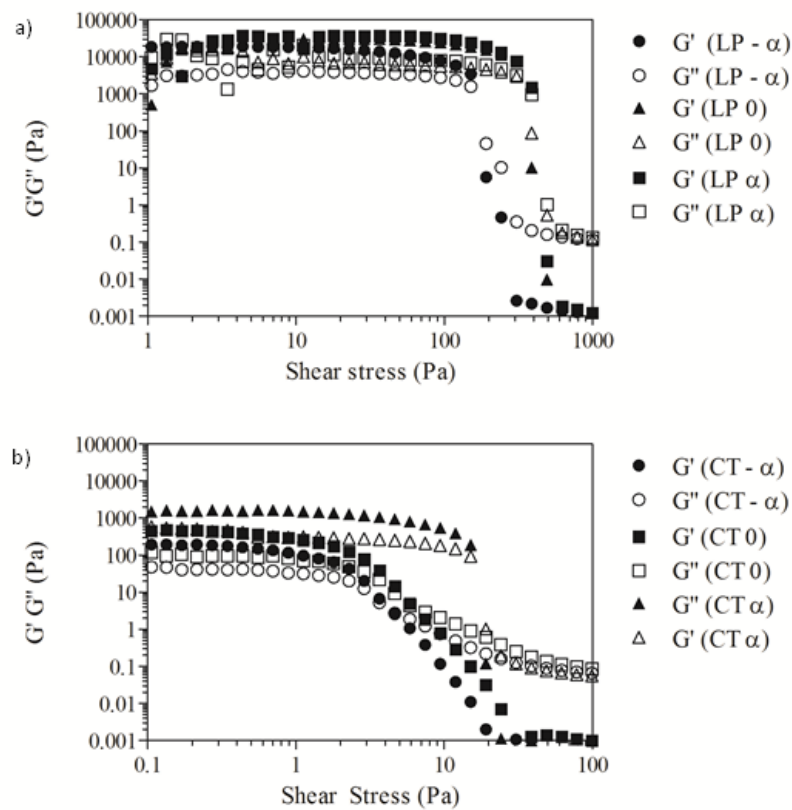 a)
100000
10000
1000
100
10
1
0.1
0.01
0.001
G'G" (Pa)
1
10
100
1000
Shear stress (Pa)
G' (LP - α)
G" (LP - α)
G' (LP 0)
G" (LP 0)
G' (LP α)
G" (LP α)
b)
100000
10000
1000
100
10
1
0.1
0.01
0.001
G' G" (Pa)
0.1
1
10
100
Shear Stress (Pa)
G' (CT - α)
G" (CT - α)
G' (CT 0)
G" (CT 0)
G" (CT α)
G' (CT α)